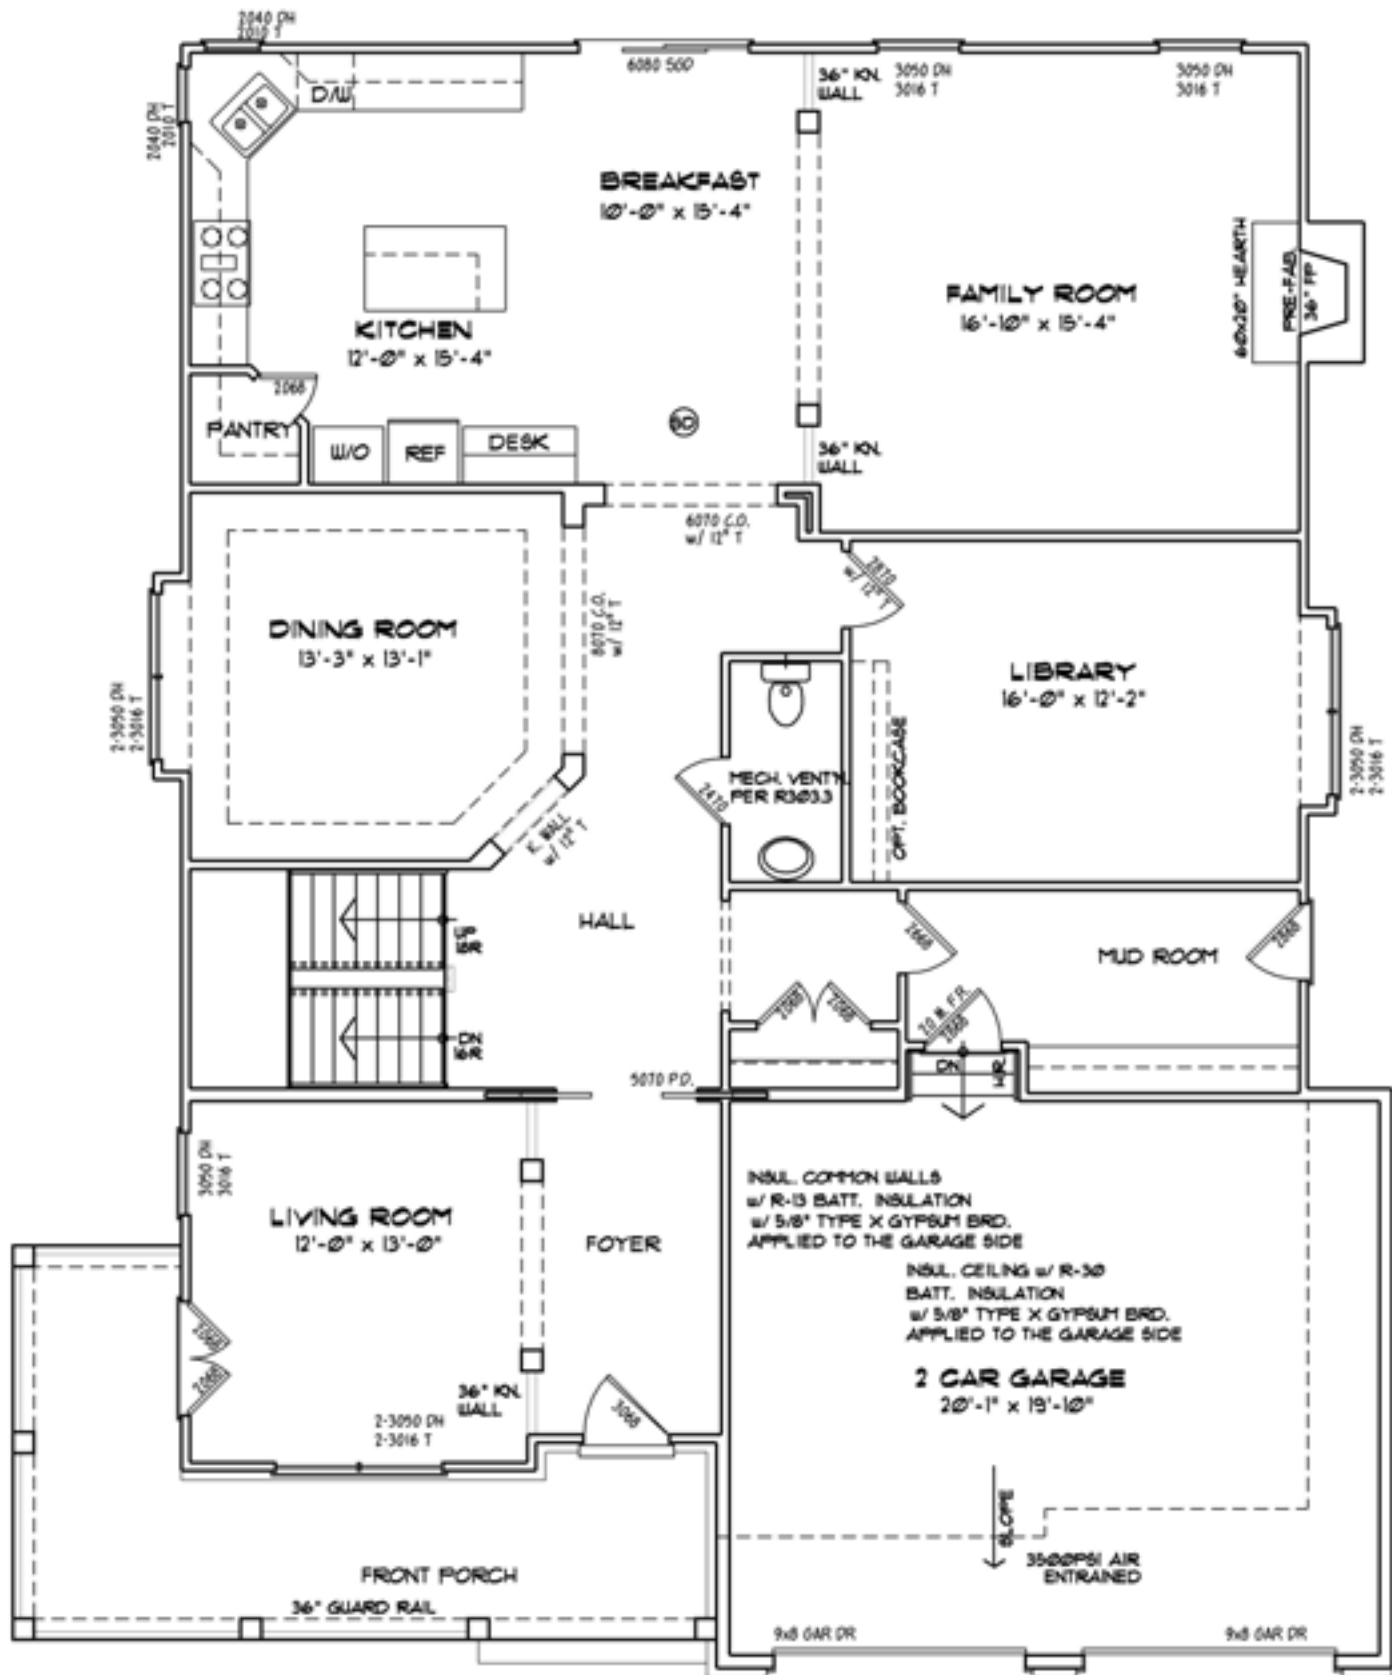 2040 DH
2010 T
6080 SGD
36" KN.
WALL
3050 DH
3016 T
3050 DH
3016 T
D/W
2040 DH
2010 T
BREAKFAST
10'-0" x 15'-4"
KITCHEN
12'-0" x 15'-4"
FAMILY ROOM
16'-10" x 15'-4"
60x20" HEARTH
PRE-FAB.
36" FP
2068
PANTRY
W/O
REF
DESK
SD
36" KN.
WALL
6070 C.O.
w/ 12" T
2870
w/ 12" T
DINING ROOM
13'-3" x 13'-1"
8070 C.O.
w/ 12" T
2-3050 DH
2-3016 T
LIBRARY
16'-0" x 12'-2"
2-3050 DH
2-3016 T
OPT. BOOKCASE
MECH. VENT'N.
PER R303.3
2470
K. WALL
w/ 12" T
HALL
UP
DN
16R
2668
MUD ROOM
2868
2068
2068
20 M. F.R.
2868
DN
5070 P.D.
3050 DH
3016 T
LIVING ROOM
12'-0" x 13'-0"
FOYER
INSUL. COMMON WALLS
w/ R-13 BATT. INSULATION
w/ 5/8" TYPE X GYPSUM BRD.
APPLIED TO THE GARAGE SIDE
INSUL. CEILING w/ R-30
BATT. INSULATION
w/ 5/8" TYPE X GYPSUM BRD.
APPLIED TO THE GARAGE SIDE
2 CAR GARAGE
20'-1" x 19'-10"
2068
2068
36" KN.
WALL
3068
2-3050 DH
2-3016 T
SLOPE
3500PSI AIR
ENTRAINED
FRONT PORCH
36" GUARD RAIL
9x8 GAR DR
9x8 GAR DR